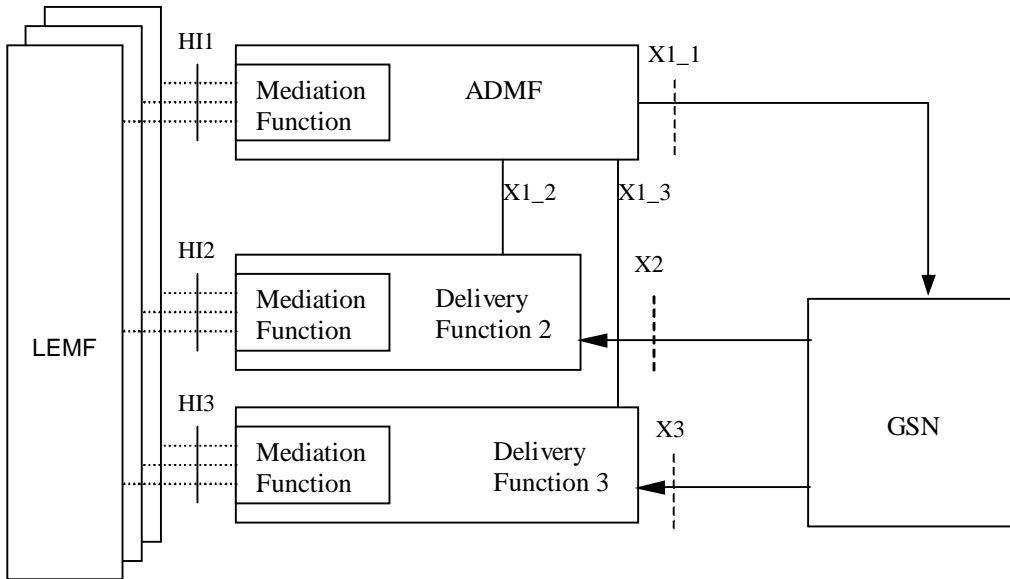 HI1
X1_1
Mediation
Function
ADMF
X1_2
X1_3
HI2
X2
Mediation
Function
Delivery
Function 2
LEMF
HI3
X3
GSN
Mediation
Function
Delivery
Function 3